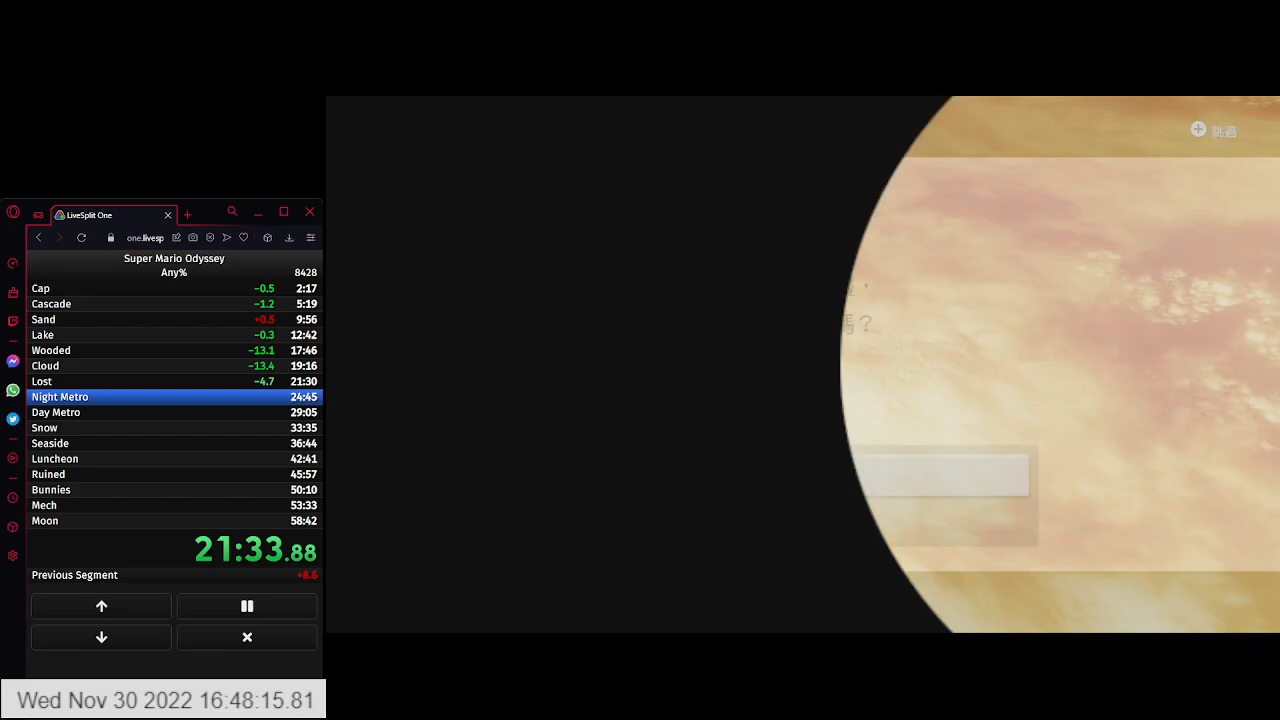 LiveSplit One
one.livesp
Super Mario Odyssey
Any% 8428
Cap −0.5 2:17
Cascade −1.2 5:19
Sand +0.5 9:56
Lake −0.3 12:42
Wooded −13.1 17:46
Cloud −13.4 19:16
Lost −4.7 21:30
Night Metro 24:45
Day Metro 29:05
Snow 33:35
Seaside 36:44
Luncheon 42:41
Ruined 45:57
Bunnies 50:10
Mech 53:33
Moon 58:42
21:33.88
Previous Segment +8.6
Wed Nov 30 2022 16:48:15.81
跳過
嗎？